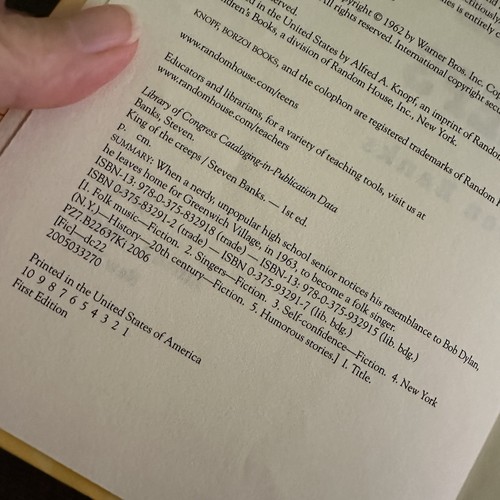 opyright © 1962 by Warner Bros. Inc. Cop
All rights reserved. International copyright sec
d in the United States by Alfred A. Knopf, an imprint of Random
ldren's Books, a division of Random House, Inc., New York.
KNOPF, BORZOI BOOKS, and the colophon are registered trademarks of Random H
www.randomhouse.com/teens
Educators and librarians, for a variety of teaching tools, visit us at
www.randomhouse.com/teachers
Library of Congress Cataloging-in-Publication Data
Banks, Steven.
King of the creeps / Steven Banks. — 1st ed.
p. cm.
SUMMARY: When a nerdy, unpopular high school senior notices his resemblance to Bob Dylan,
he leaves home for Greenwich Village, in 1963, to become a folk singer.
ISBN-13: 978-0-375-83291-8 (trade) — ISBN-13: 978-0-375-93291-5 (lib. bdg.)
ISBN 0-375-83291-2 (trade) — ISBN 0-375-93291-7 (lib. bdg.)
[1. Folk music—Fiction. 2. Singers—Fiction. 3. Self-confidence—Fiction. 4. New York
(N.Y.)—History—20th century—Fiction. 5. Humorous stories.] I. Title.
PZ7.B22637Ki 2006
[Fic]—dc22
2005033270
Printed in the United States of America
10 9 8 7 6 5 4 3 2 1
First Edition